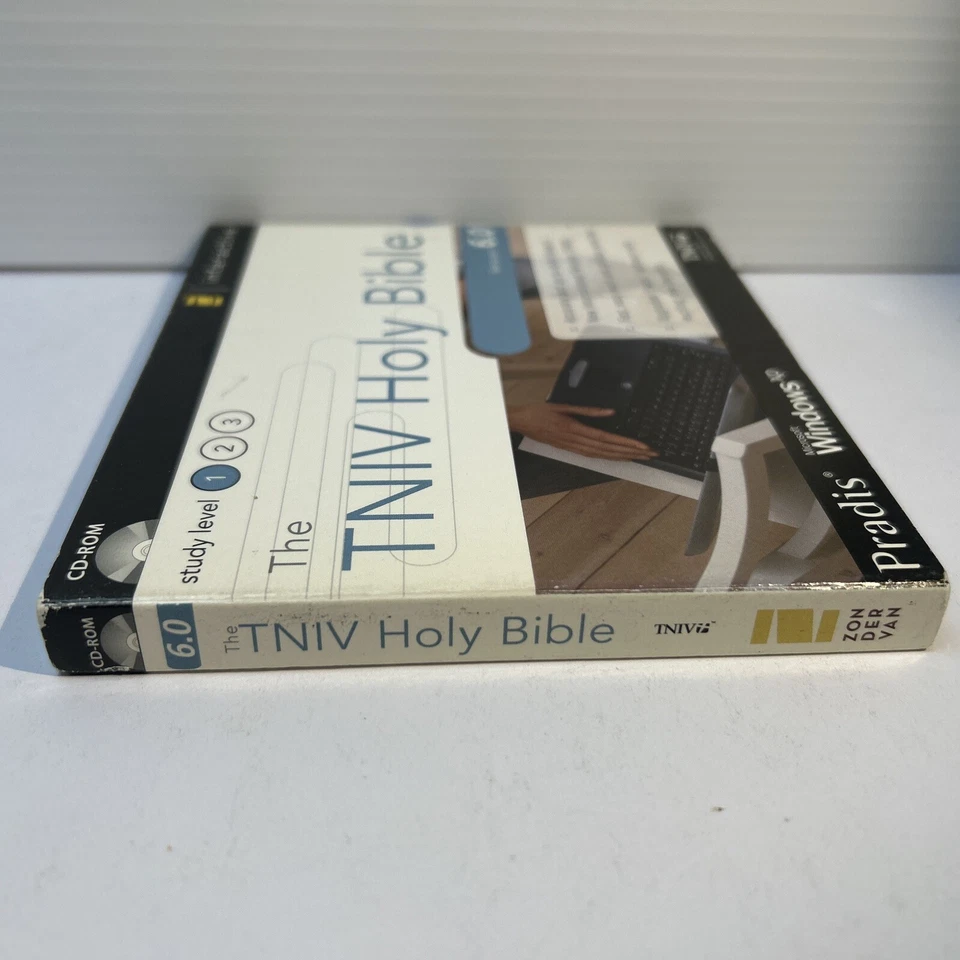 CD-ROM
interactive
study level 1 2 3
The
TNIV Holy Bible
6.0
Pradis®
Microsoft
Windows XP
CD-ROM
6.0
The TNIV Holy Bible
TNIV
ZON
DER
VAN